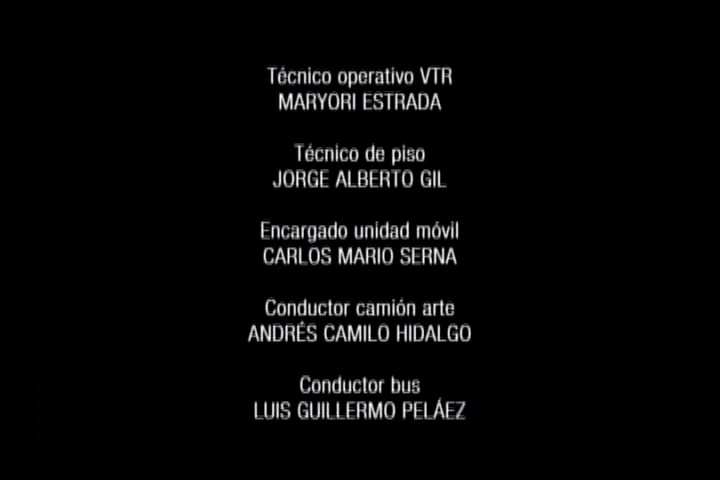 Técnico operativo VTR
MARYORI ESTRADA
Técnico de piso
JORGE ALBERTO GIL
Encargado unidad móvil
CARLOS MARIO SERNA
Conductor camión arte
ANDRÉS CAMILO HIDALGO
Conductor bus
LUIS GUILLERMO PELÁEZ